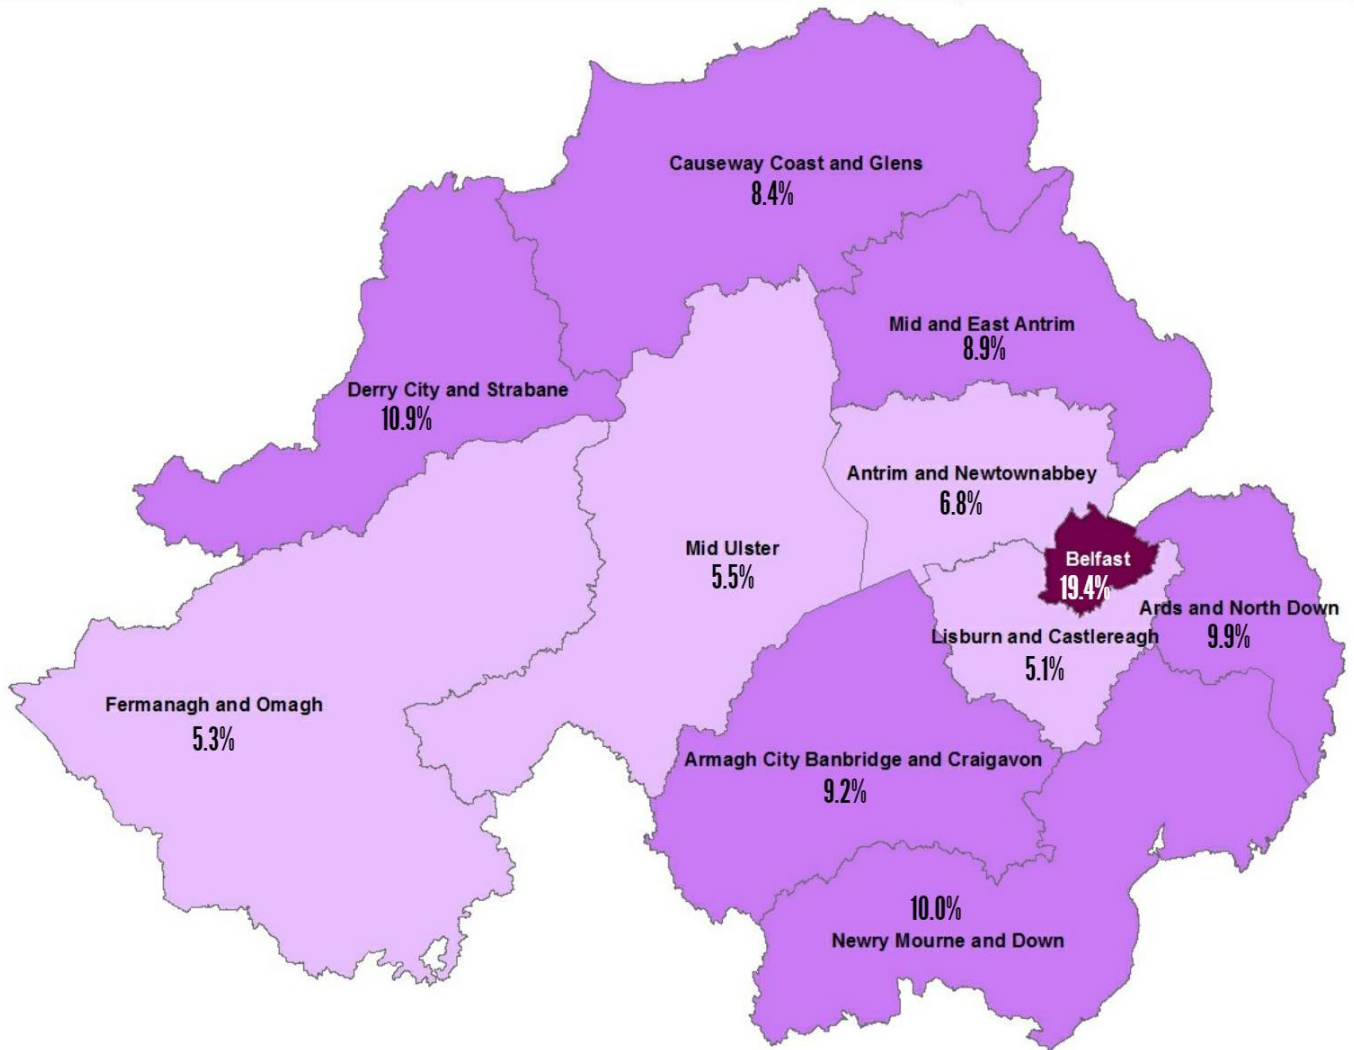 Causeway Coast and Glens
8.4%
Mid and East Antrim
8.9%
Derry City and Strabane
10.9%
Antrim and Newtownabbey
6.8%
Mid Ulster
5.5%
Belfast
19.4%
Ards and North Down
9.9%
Lisburn and Castlereagh
5.1%
Fermanagh and Omagh
5.3%
Armagh City Banbridge and Craigavon
9.2%
10.0%
Newry Mourne and Down